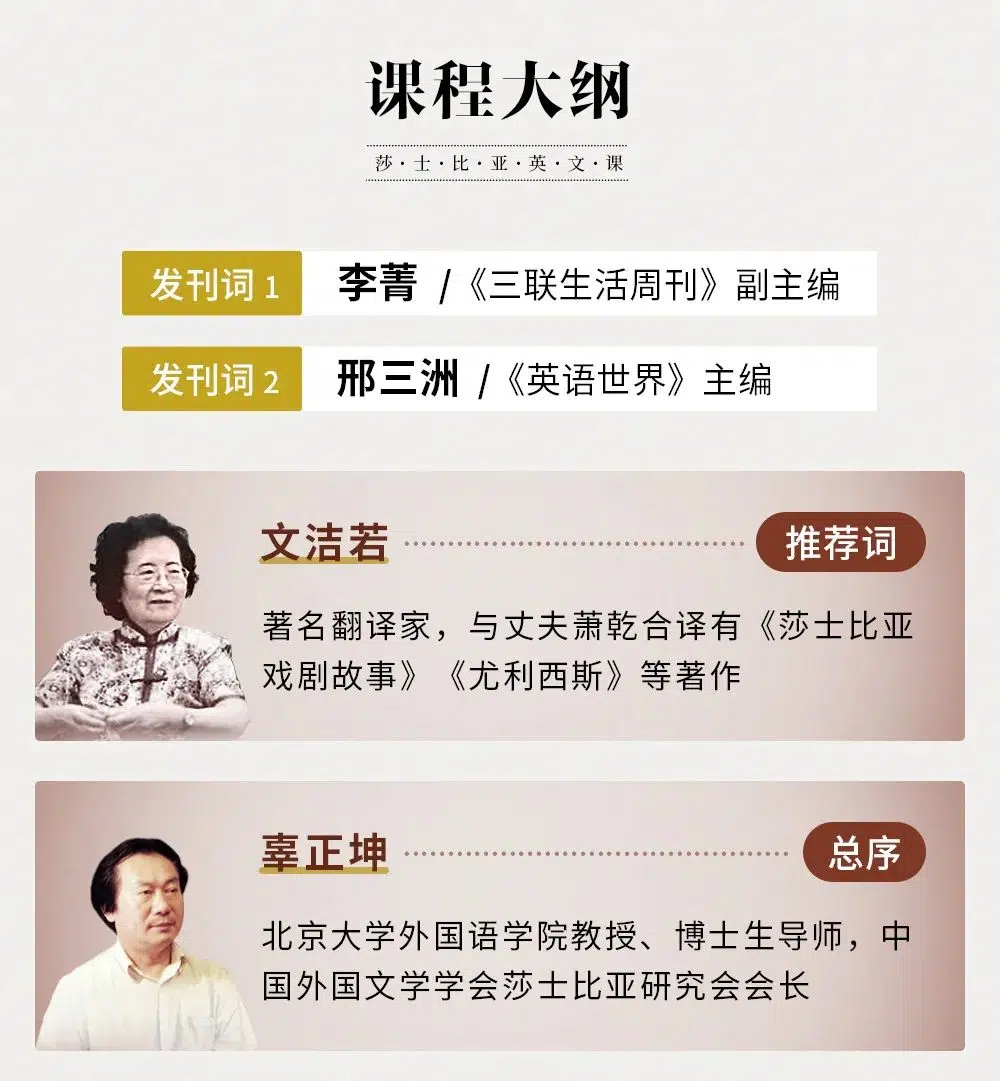 课程大纲
莎·士·比·亚·英·文·课
发刊词 1 李菁 /《三联生活周刊》副主编
发刊词 2 邢三洲 /《英语世界》主编
文洁若 推荐词
著名翻译家，与丈夫萧乾合译有《莎士比亚
戏剧故事》《尤利西斯》等著作
辜正坤 总序
北京大学外国语学院教授、博士生导师，中
国外国文学学会莎士比亚研究会会长